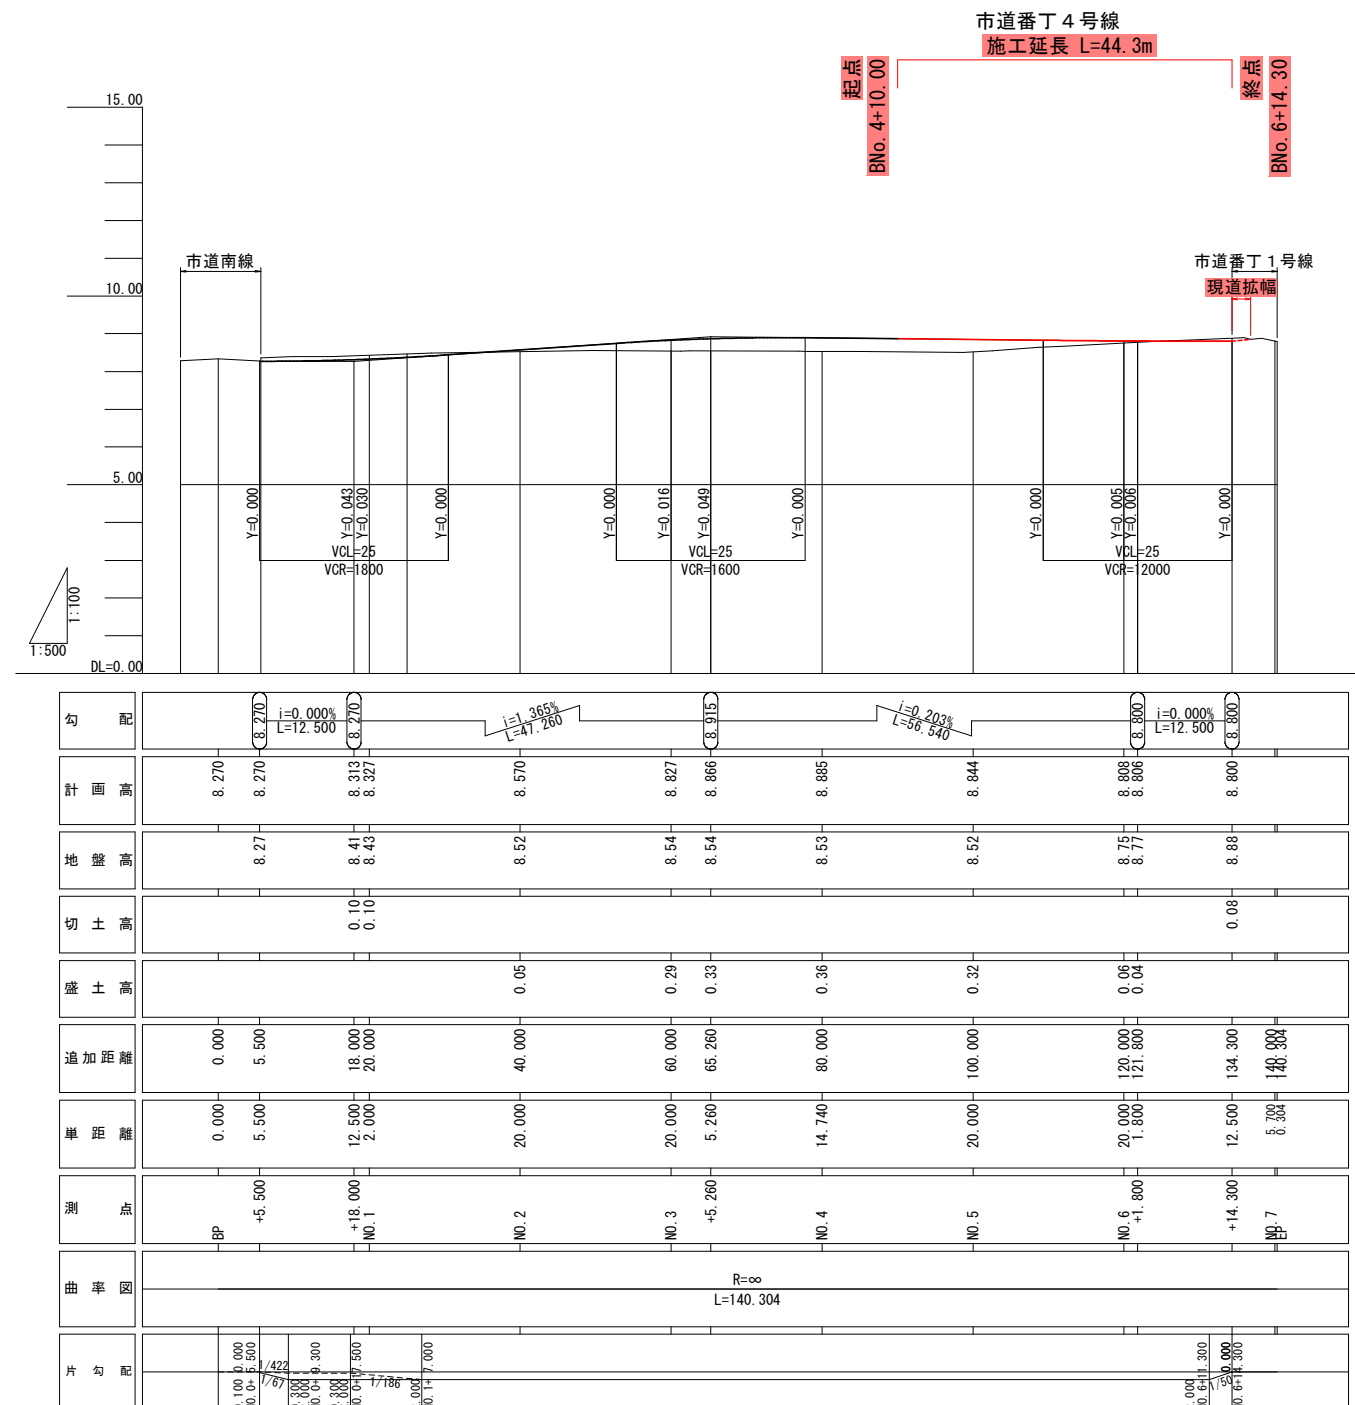 市道番丁４号線
施工延長 L=44.3m
起点
BNo.4+10.00
終点
BNo.6+14.30
15.00
10.00
5.00
DL=0.00
市道南線
市道番丁１号線
現道拡幅
1:100
1:500
Y=0.000
Y=0.043
Y=0.030
Y=0.000
VCL=25
VCR=1800
Y=0.000
Y=0.016
Y=0.049
Y=0.000
VCL=25
VCR=1600
Y=0.000
Y=0.005
Y=0.006
Y=0.000
VCL=25
VCR=12000
勾配
8.270
i=0.000%
L=12.500
8.270
i=1.365%
L=47.260
8.915
i=0.203%
L=56.540
8.800
i=0.000%
L=12.500
8.800
計画高
8.270 8.270 8.313 8.327 8.570 8.827 8.866 8.885 8.844 8.808 8.806 8.800
地盤高
8.27 8.41 8.43 8.52 8.54 8.54 8.53 8.52 8.75 8.77 8.88
切土高
0.10 0.10 0.08
盛土高
0.05 0.29 0.33 0.36 0.32 0.06 0.04
追加距離
0.000 5.500 18.000 20.000 40.000 60.000 65.260 80.000 100.000 120.000 121.800 134.300 140.000 140.304
単距離
0.000 5.500 12.500 2.000 20.000 20.000 5.260 14.740 20.000 20.000 1.800 12.500 5.700 0.304
測点
BP +5.500 +18.000 NO.1 NO.2 NO.3 +5.260 NO.4 NO.5 NO.6 +1.800 +14.300 NO.7 EP
曲率図
R=∞
L=140.304
片勾配
1/422
1/67
1/186
1/50